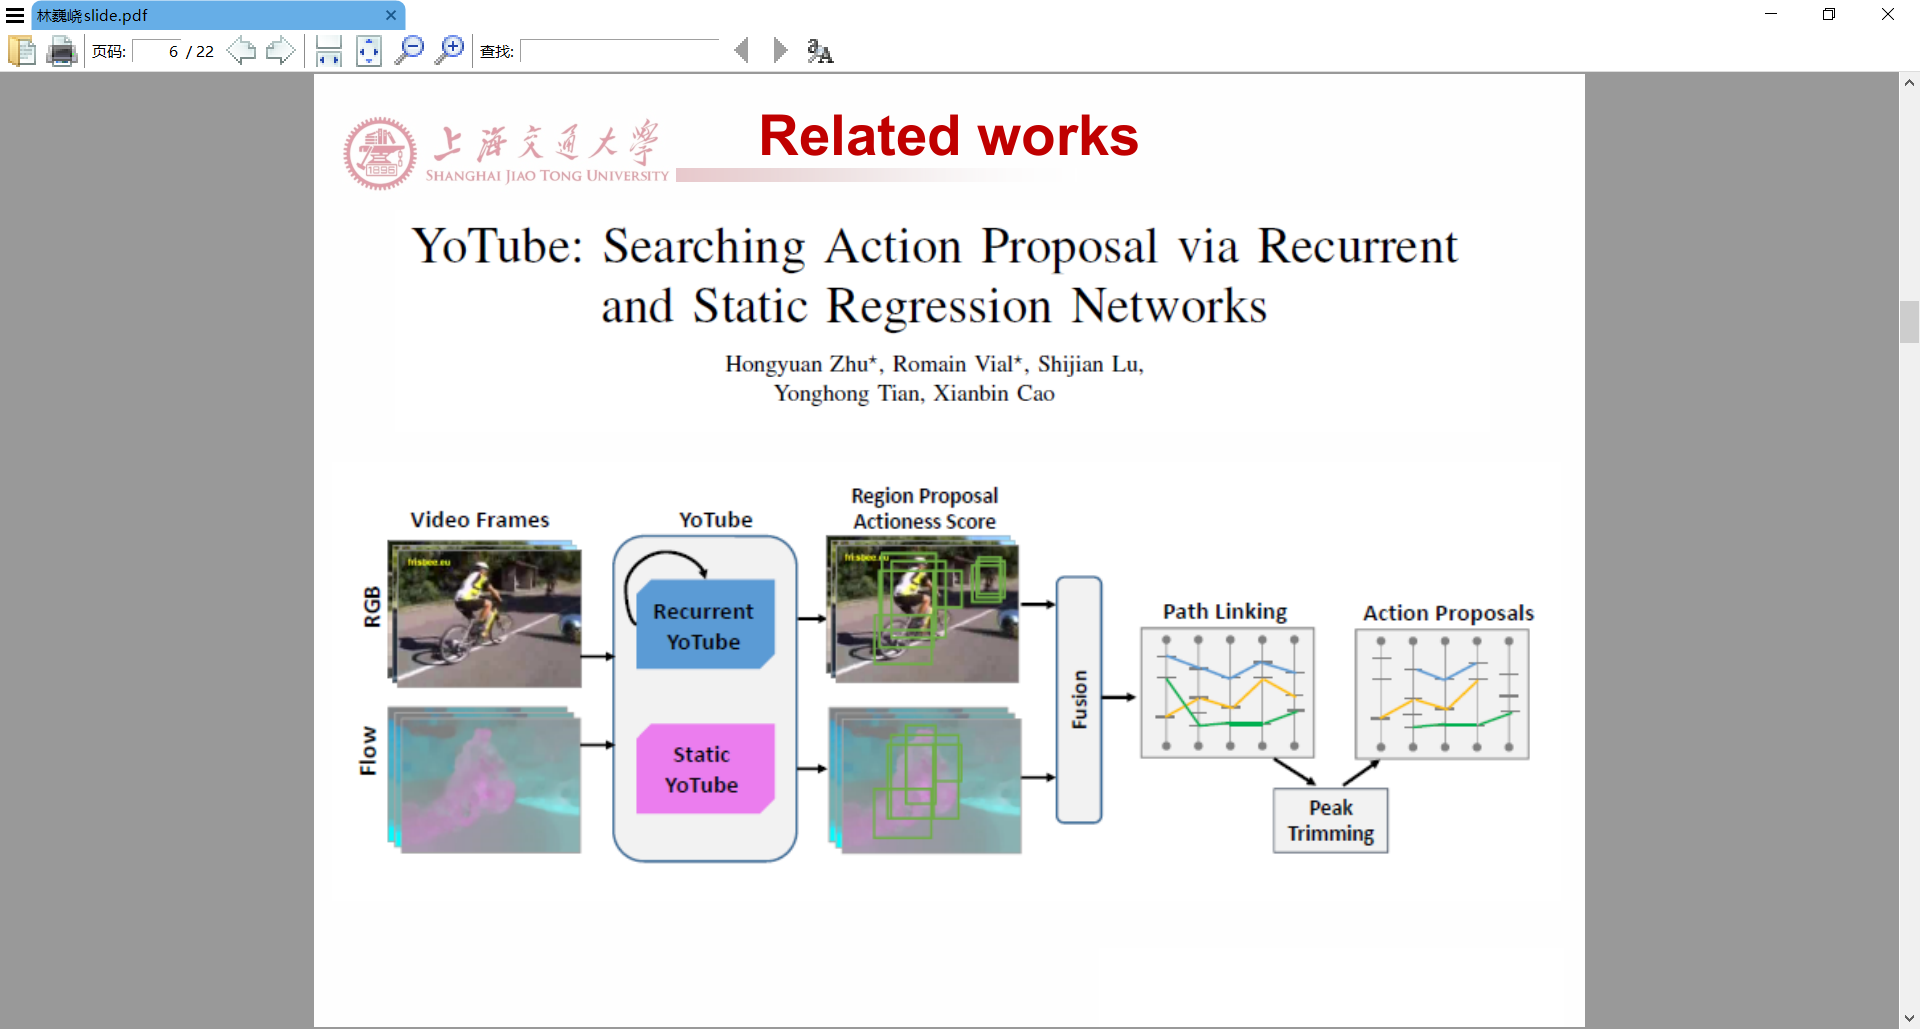 林巍峣slide.pdf
页码: 6 / 22
查找:
上海交通大学
SHANGHAI JIAO TONG UNIVERSITY
1896
Related works
YoTube: Searching Action Proposal via Recurrent
and Static Regression Networks
Hongyuan Zhu*, Romain Vial*, Shijian Lu,
Yonghong Tian, Xianbin Cao
Video Frames
YoTube
Region Proposal
Actioness Score
RGB
frisbee.eu
Recurrent
YoTube
frisbee.eu
Flow
Static
YoTube
Fusion
Path Linking
Action Proposals
Peak
Trimming